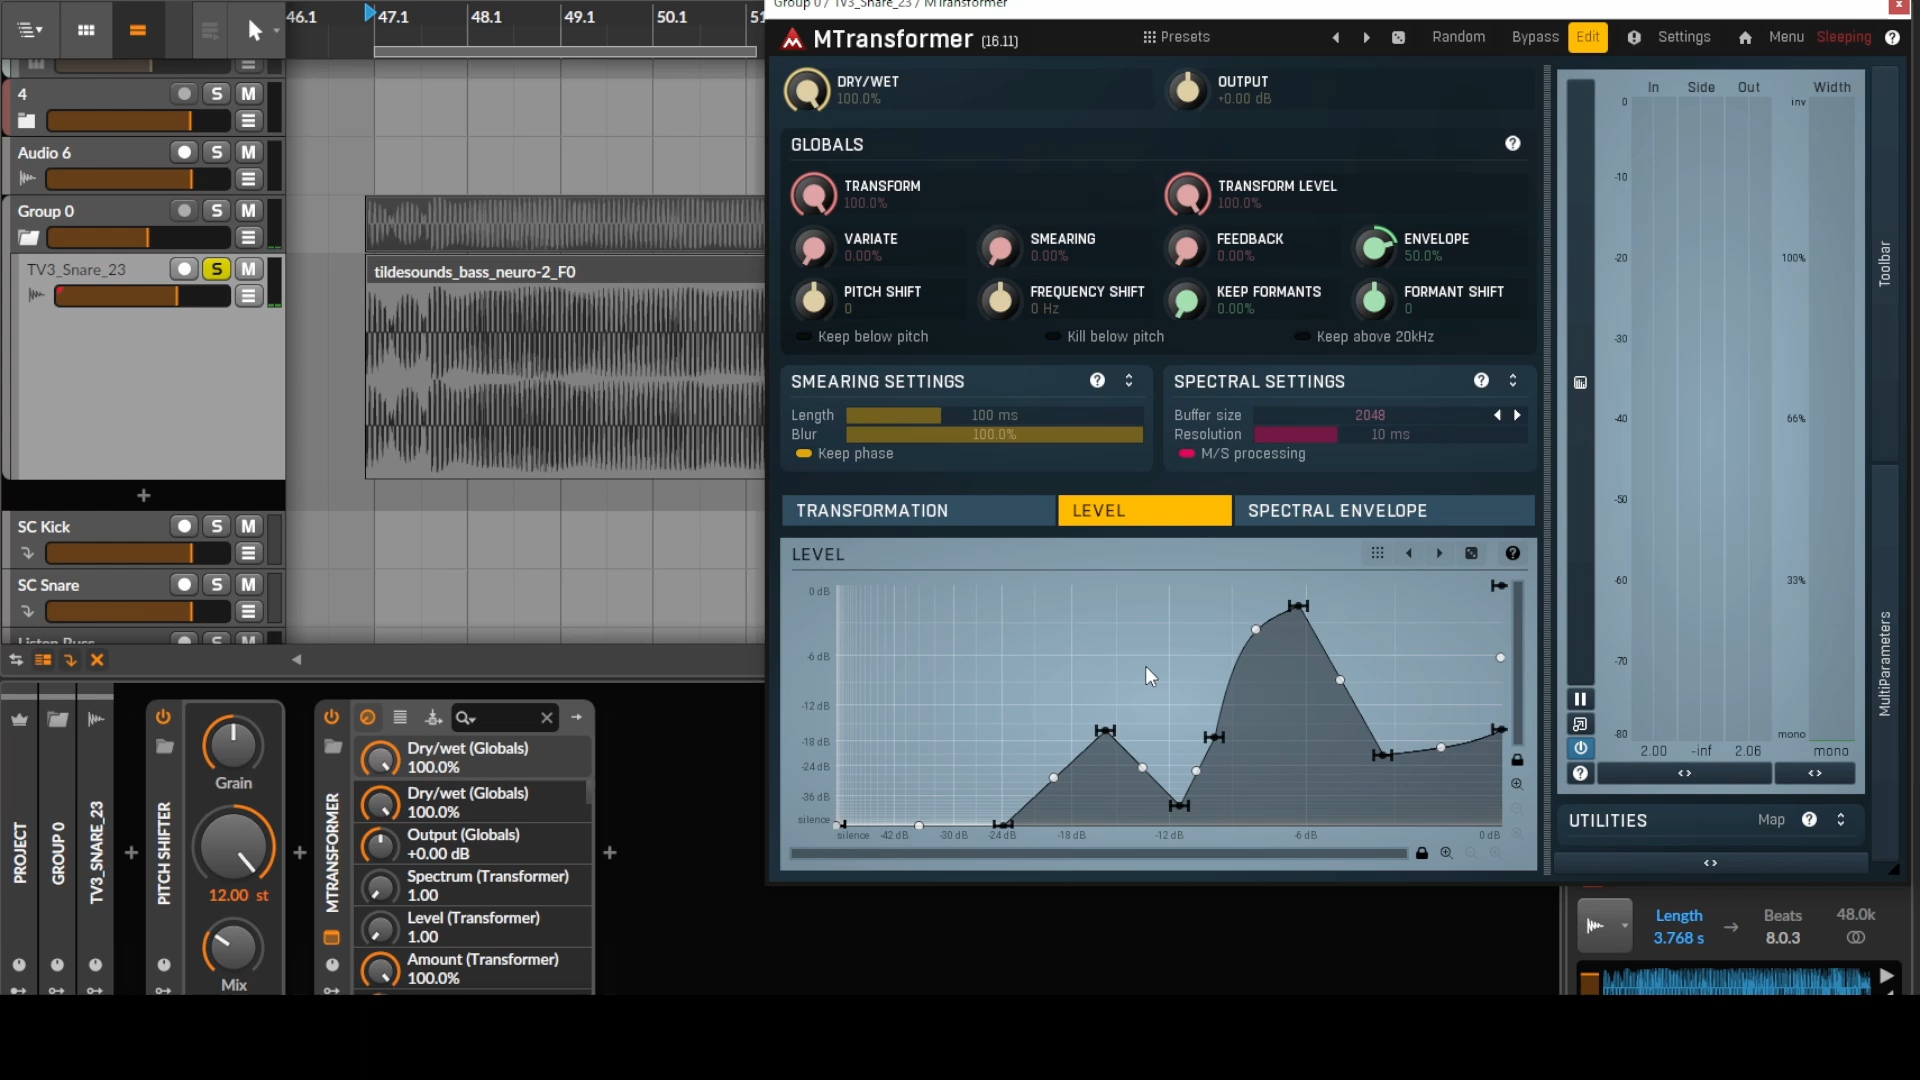 46.1 47.1 48.1 49.1 50.1 51
Group 0 / TV3_Snare_23 / MTransformer
4 S M
Audio 6 S M
Group 0 S M
TV3_Snare_23 S M
tildesounds_bass_neuro-2_F0
+
SC Kick S M
SC Snare S M
PROJECT
GROUP 0
TV3_SNARE_23
PITCH SHIFTER
Grain
12.00 st
Mix
MTRANSFORMER
Dry/wet (Globals)
100.0%
Dry/wet (Globals)
100.0%
Output (Globals)
+0.00 dB
Spectrum (Transformer)
1.00
Level (Transformer)
1.00
Amount (Transformer)
100.0%
MTransformer (16.11) Presets Random Bypass Edit Settings Menu Sleeping ?
DRY/WET
100.0%
OUTPUT
+0.00 dB
GLOBALS ?
TRANSFORM
100.0%
TRANSFORM LEVEL
100.0%
VARIATE
0.00%
SMEARING
0.00%
FEEDBACK
0.00%
ENVELOPE
50.0%
PITCH SHIFT
0
FREQUENCY SHIFT
0 Hz
KEEP FORMANTS
0.00%
FORMANT SHIFT
0
Keep below pitch Kill below pitch Keep above 20kHz
SMEARING SETTINGS ?
Length 100 ms
Blur 100.0%
Keep phase
SPECTRAL SETTINGS ?
Buffer size 2048
Resolution 10 ms
M/S processing
TRANSFORMATION LEVEL SPECTRAL ENVELOPE
LEVEL ?
0 dB
-6 dB
-12 dB
-18 dB
-24 dB
-36 dB
silence
silence -42 dB -30 dB -24 dB -18 dB -12 dB -6 dB 0 dB
In Side Out Width
0 inv
-10
-20 100%
-30
-40 66%
-50
-60 33%
-70
-80 mono
2.00 -inf 2.06 mono
?
Toolbar
MultiParameters
UTILITIES Map ?
Length Beats 48.0k
3.768 s 8.0.3